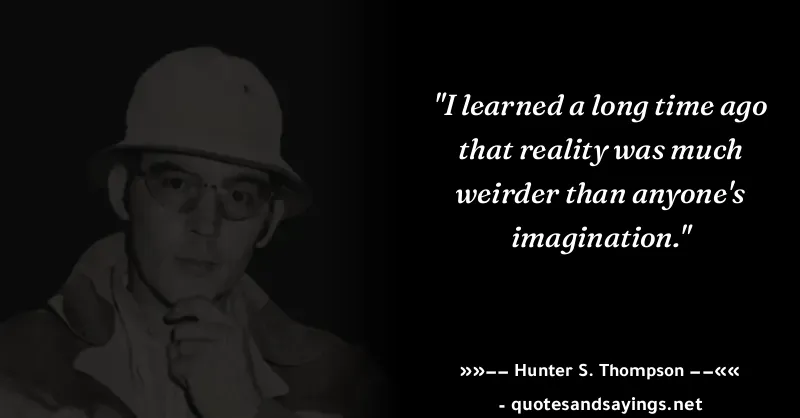 "I learned a long time ago
that reality was much
weirder than anyone's
imagination."
»»−− Hunter S. Thompson −−««
- quotesandsayings.net